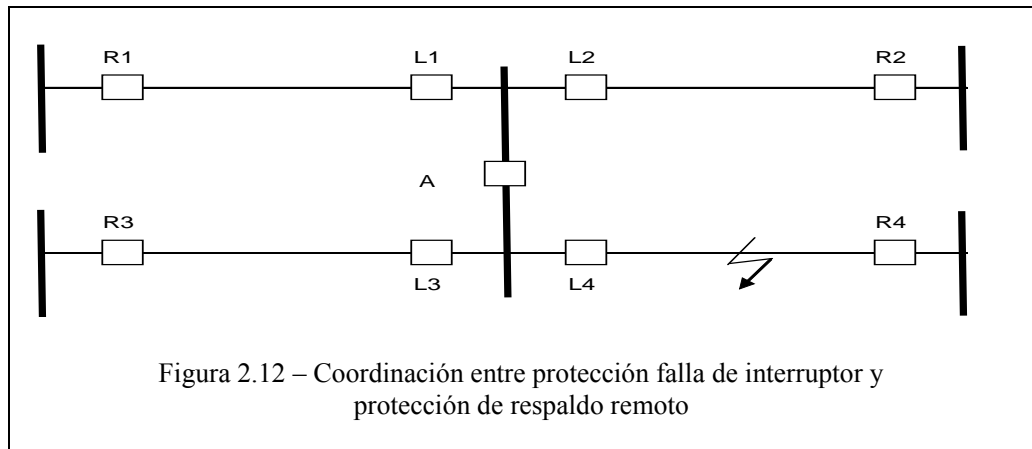 R1 L1 L2 R2
A
R3 R4
L3 L4
Figura 2.12 – Coordinación entre protección falla de interruptor y
protección de respaldo remoto